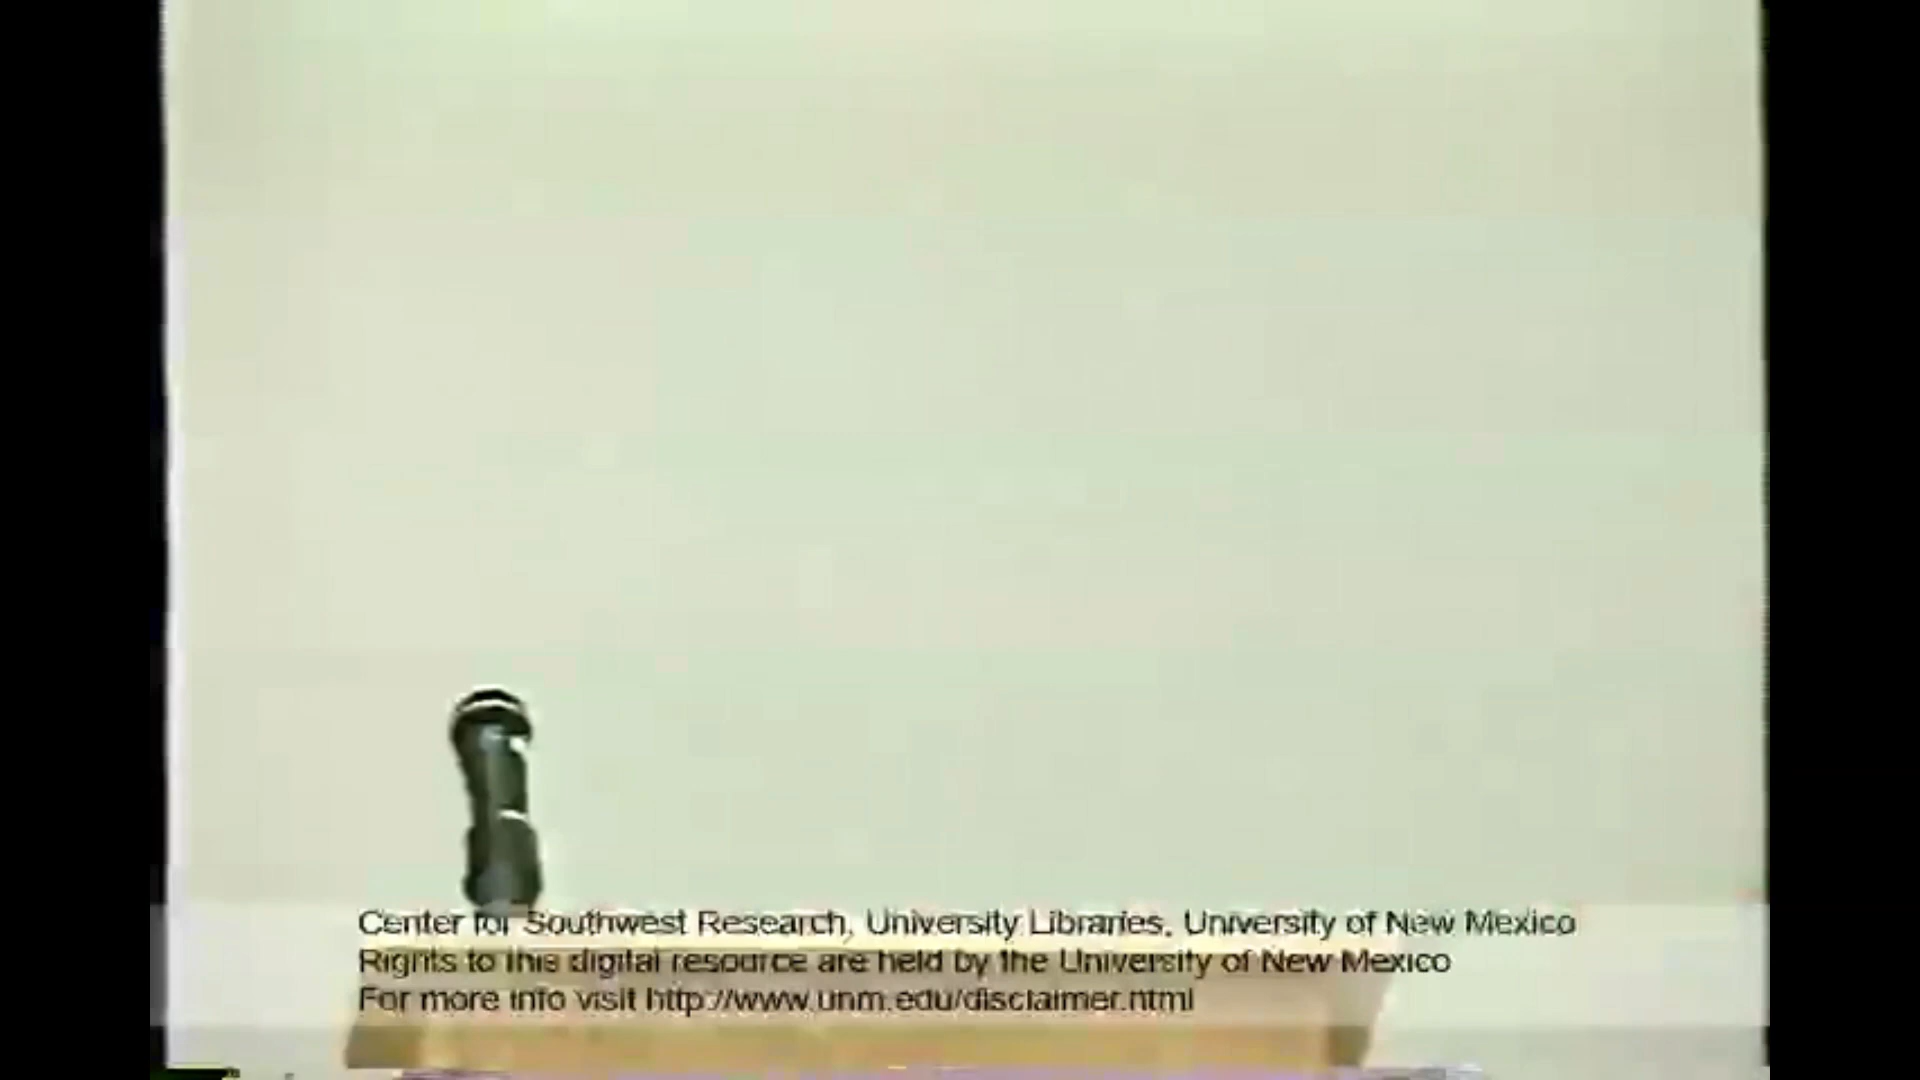 Center for Southwest Research, University Libraries, University of New Mexico
Rights to this digital resource are held by the University of New Mexico
For more info visit http://www.unm.edu/disclaimer.html